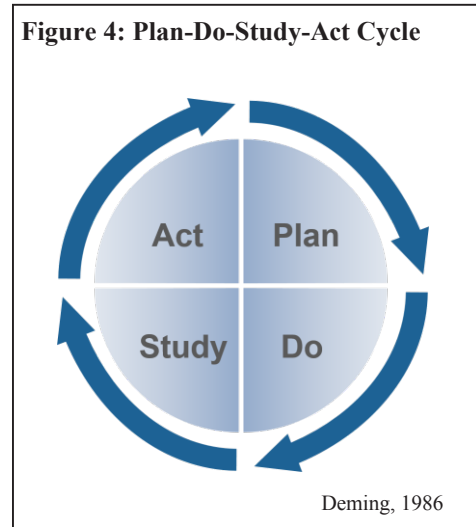 Figure 4: Plan-Do-Study-Act Cycle
Act
Plan
Study
Do
Deming, 1986